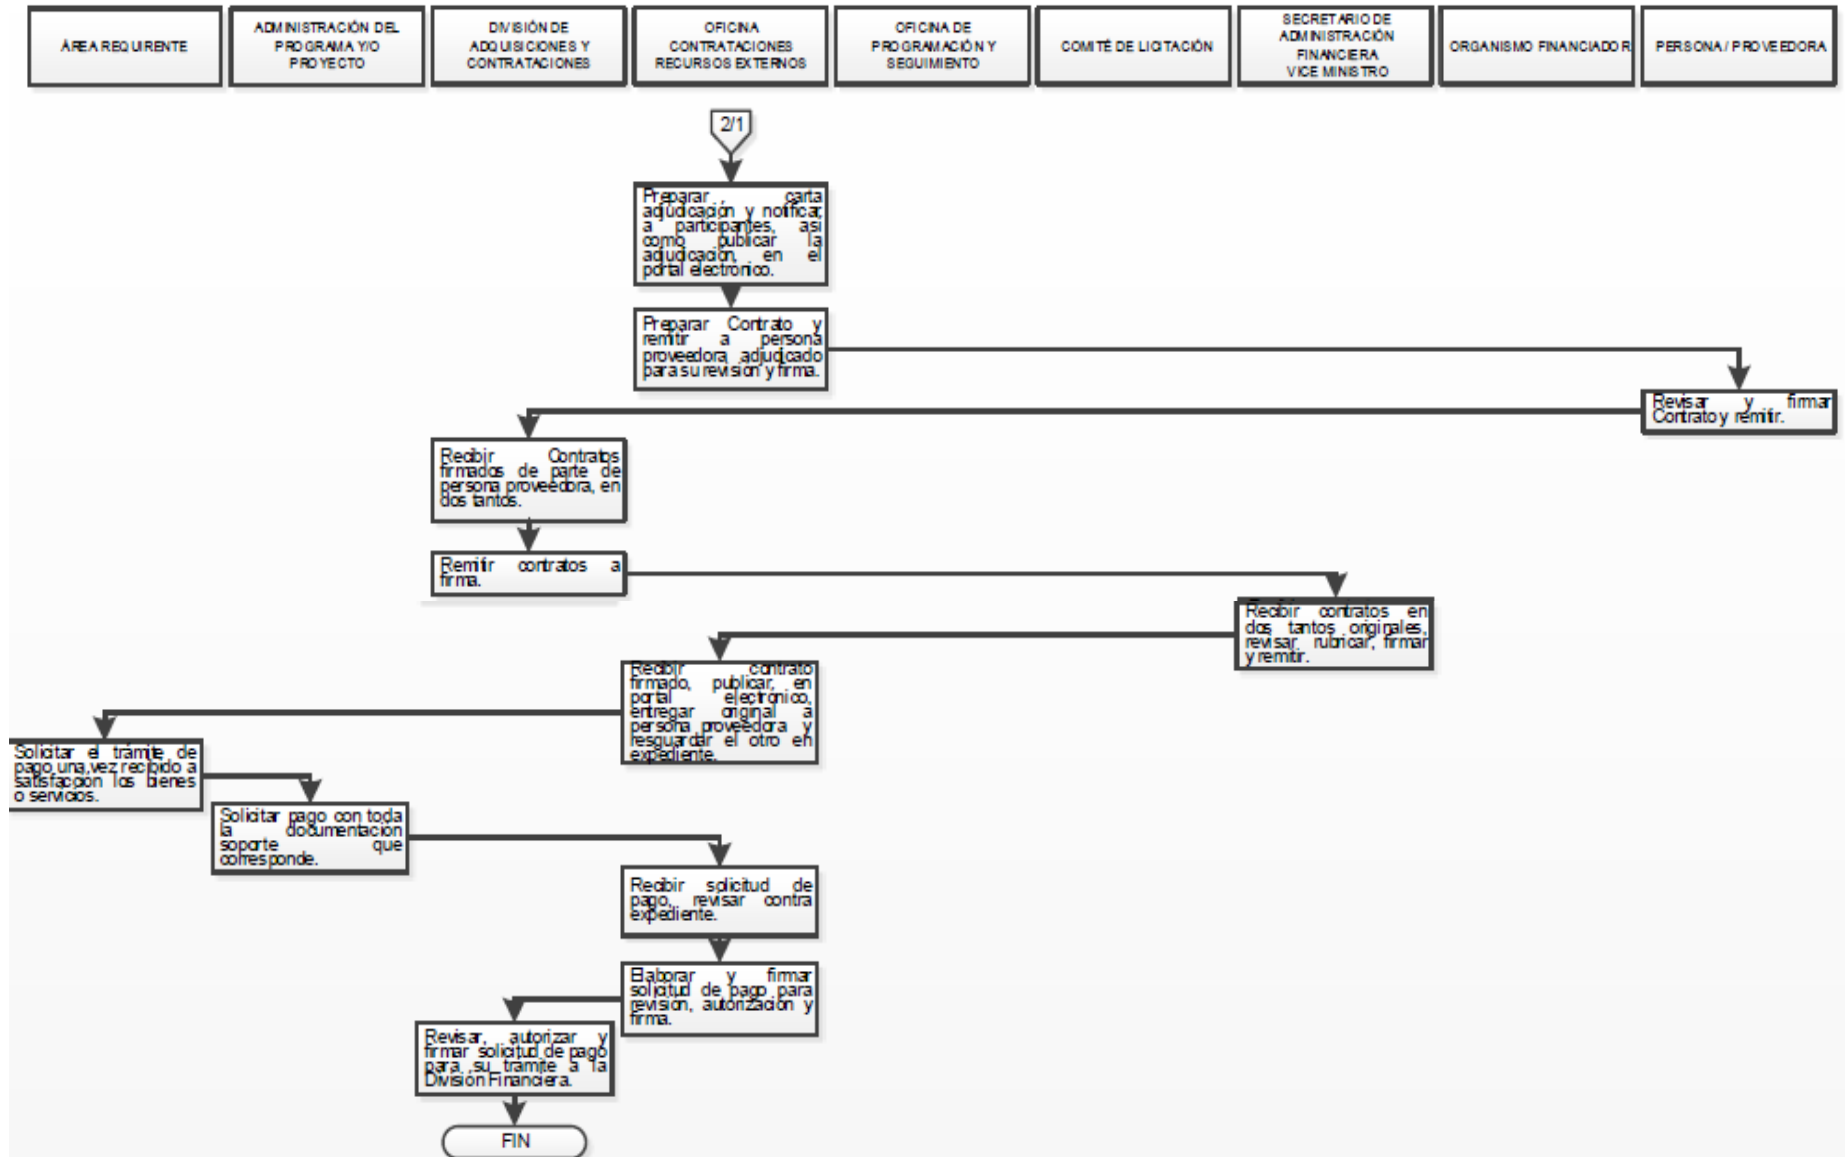 ÁREA REQUIRENTE
ADMINISTRACIÓN DEL
PROGRAMA Y/O
PROYECTO
DIVISIÓN DE
ADQUISICIONES Y
CONTRATACIONES
OFICINA
CONTRATACIONES
RECURSOS EXTERNOS
OFICINA DE
PROGRAMACIÓN Y
SEGUIMIENTO
COMITÉ DE LICITACIÓN
SECRETARIO DE
ADMINISTRACIÓN
FINANCIERA
VICE MINISTRO
ORGANISMO FINANCIADOR
PERSONA / PROVEEDORA
2/1
Preparar , carta
adjudicación y notificar,
a participantes, así
como publicar la
adjudicación, en el
portal electrónico.
Preparar Contrato y
remitir a persona
proveedora adjudicado
para su revisión y firma.
Revisar y firmar
Contrato y remitir.
Recibir Contratos
firmados de parte de
persona proveedora, en
dos tantos.
Remitir contratos a
firma.
Recibir contratos en
dos tantos originales,
revisar, rubricar, firmar
y remitir.
Recibir contrato
firmado, publicar, en
portal electrónico,
entregar original a
persona proveedora y
resguardar el otro en
expediente.
Solicitar el trámite de
pago una vez recibido a
satisfacción los bienes
o servicios.
Solicitar pago con toda
la documentación
soporte que
corresponde.
Recibir solicitud de
pago, revisar contra
expediente.
Elaborar y firmar
solicitud de pago para
revisión, autorización y
firma.
Revisar, autorizar y
firmar solicitud de pago
para su trámite a la
División Financiera.
FIN